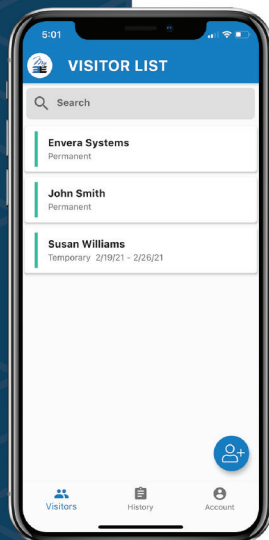 5:01
VISITOR LIST
Search
Envera Systems
Permanent
John Smith
Permanent
Susan Williams
Temporary 2/19/21 - 2/26/21
Visitors
History
Account